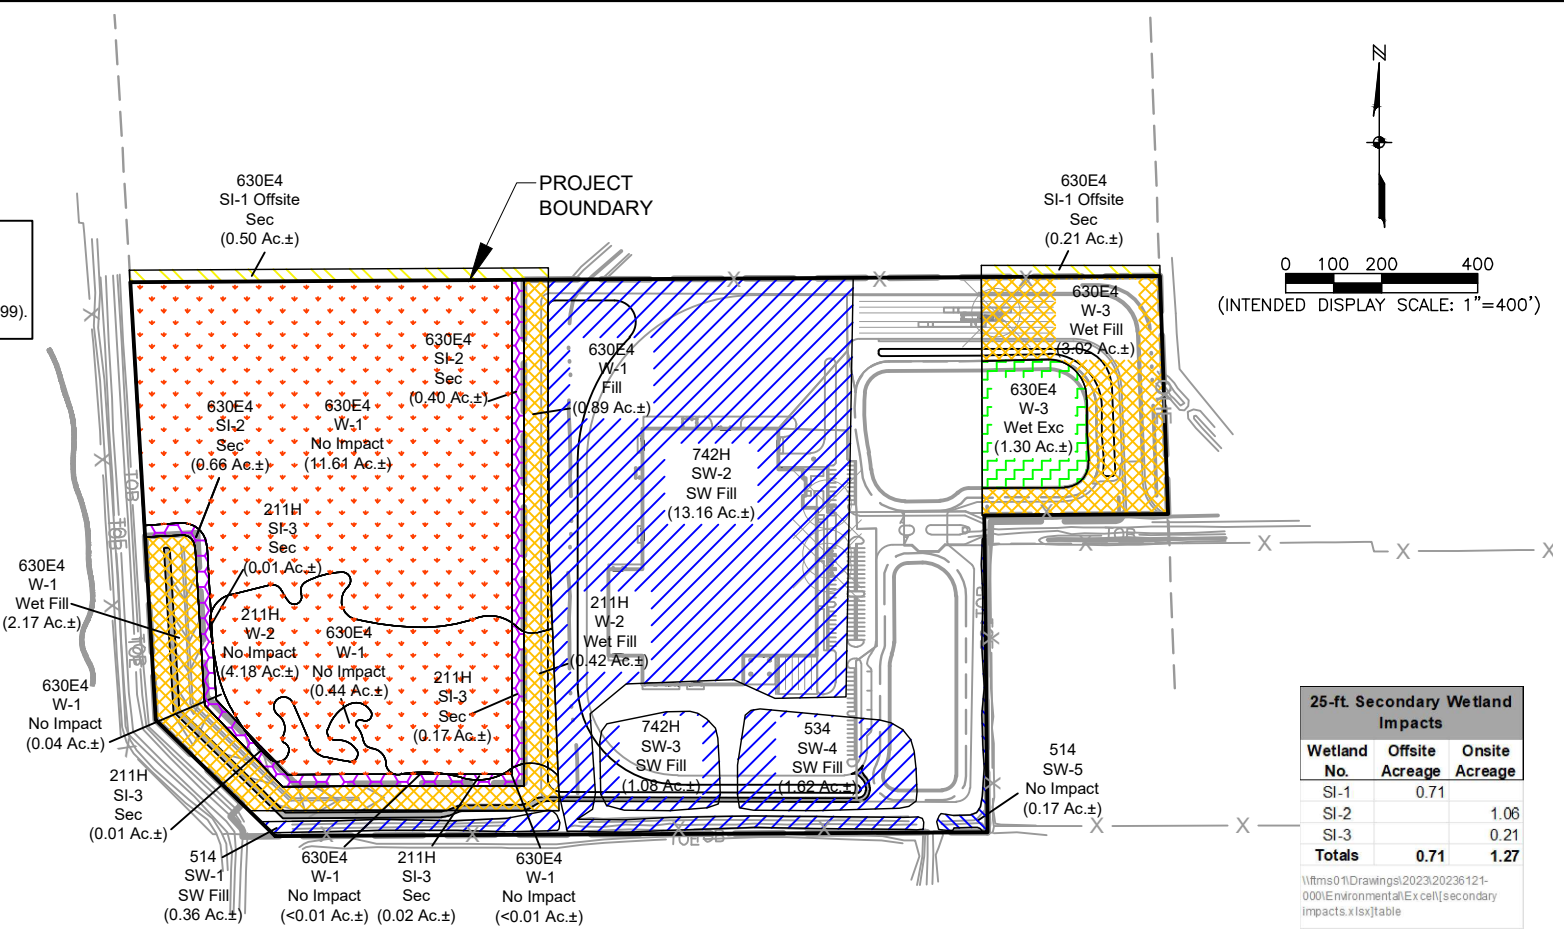 630E4
SI-1 Offsite
Sec
(0.50 Ac.±)
PROJECT
BOUNDARY
630E4
SI-1 Offsite
Sec
(0.21 Ac.±)
N
0 100 200 400
(INTENDED DISPLAY SCALE: 1"=400')
99).
630E4
W-3
Wet Fill
(3.02 Ac.±)
630E4
SI-2
Sec
(0.40 Ac.±)
630E4
W-1
Fill
(0.89 Ac.±)
630E4
W-3
Wet Exc
(1.30 Ac.±)
630E4
SI-2
Sec
(0.66 Ac.±)
630E4
W-1
No Impact
(11.61 Ac.±)
742H
SW-2
SW Fill
(13.16 Ac.±)
211H
SI-3
Sec
(0.01 Ac.±)
TOB
TOE
TOB
TOE
TOB
TOB
630E4
W-1
Wet Fill
(2.17 Ac.±)
211H
W-2
No Impact
(4.18 Ac.±)
630E4
W-1
No Impact
(0.44 Ac.±)
211H
W-2
Wet Fill
(0.42 Ac.±)
211H
SI-3
Sec
(0.17 Ac.±)
630E4
W-1
No Impact
(0.04 Ac.±)
742H
SW-3
SW Fill
(1.08 Ac.±)
534
SW-4
SW Fill
(1.62 Ac.±)
514
SW-5
No Impact
(0.17 Ac.±)
211H
SI-3
Sec
(0.01 Ac.±)
514
SW-1
SW Fill
(0.36 Ac.±)
630E4
W-1
No Impact
(<0.01 Ac.±)
211H
SI-3
Sec
(0.02 Ac.±)
630E4
W-1
No Impact
(<0.01 Ac.±)
25-ft. Secondary Wetland
Impacts
Wetland No. Offsite Acreage Onsite Acreage
SI-1 0.71
SI-2 1.06
SI-3 0.21
Totals 0.71 1.27
\\ftms01\Drawings\2023\20236121-
000\Environmental\Excel\[secondary
impacts.xlsx]table